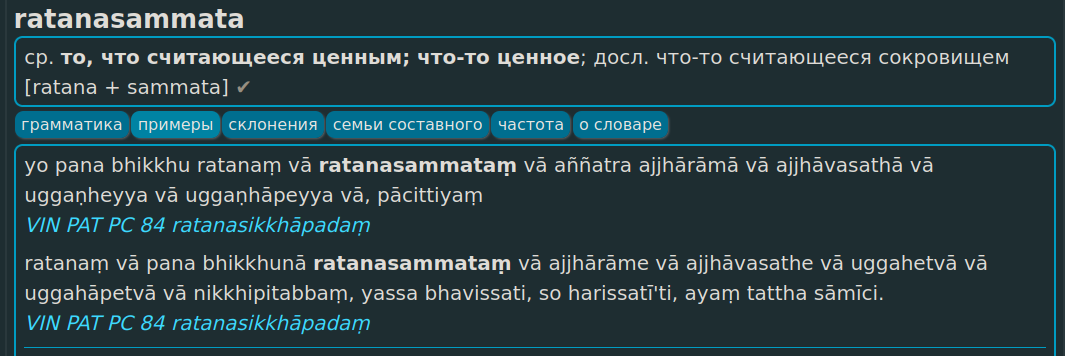 ratanasammata
ср. то, что считающееся ценным; что-то ценное; досл. что-то считающееся сокровищем
[ratana + sammata] ✔
грамматика примеры склонения семьи составного частота о словаре
yo pana bhikkhu ratanaṃ vā ratanasammataṃ vā aññatra ajjhārāmā vā ajjhāvasathā vā
uggaṇheyya vā uggaṇhāpeyya vā, pācittiyaṃ
VIN PAT PC 84 ratanasikkhāpadaṃ
ratanaṃ vā pana bhikkhunā ratanasammataṃ vā ajjhārāme vā ajjhāvasathe vā uggahetvā vā
uggahāpetvā vā nikkhipitabbaṃ, yassa bhavissati, so harissatī'ti, ayaṃ tattha sāmīci.
VIN PAT PC 84 ratanasikkhāpadaṃ